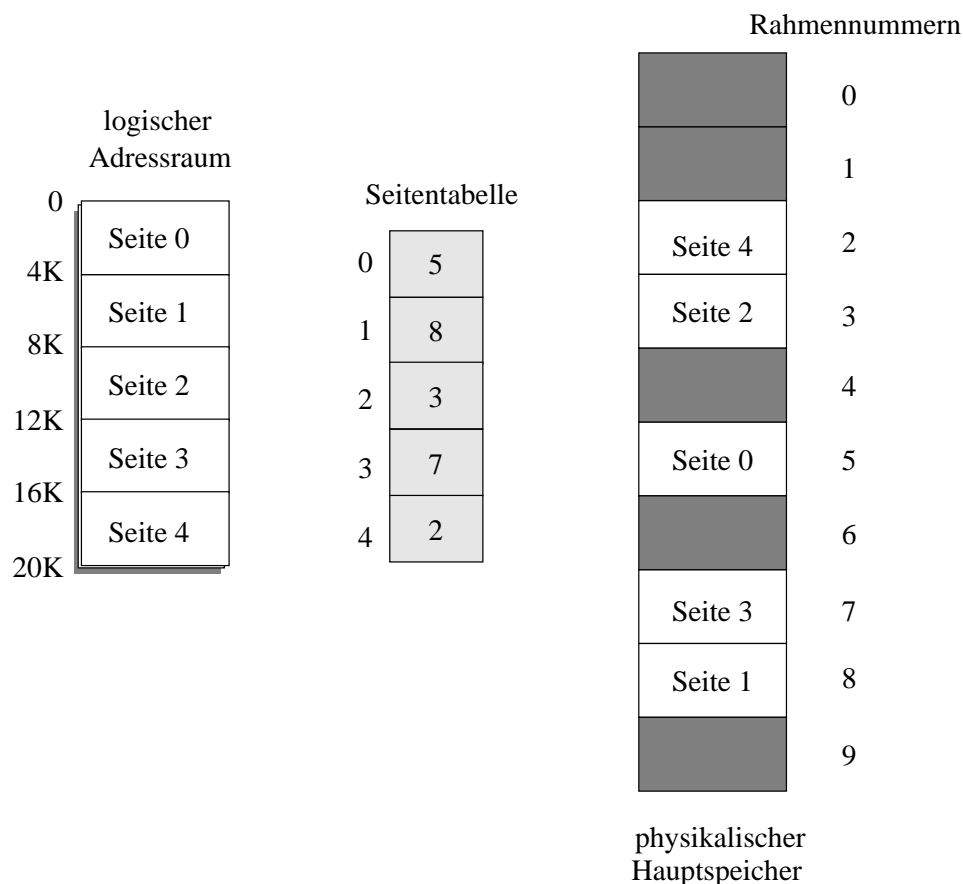 Rahmennummern
logischer
Adressraum
0
Seite 0
4K
Seite 1
8K
Seite 2
12K
Seite 3
16K
Seite 4
20K
Seitentabelle
0 5
1 8
2 3
3 7
4 2
0
1
Seite 4 2
Seite 2 3
4
Seite 0 5
6
Seite 3 7
Seite 1 8
9
physikalischer
Hauptspeicher